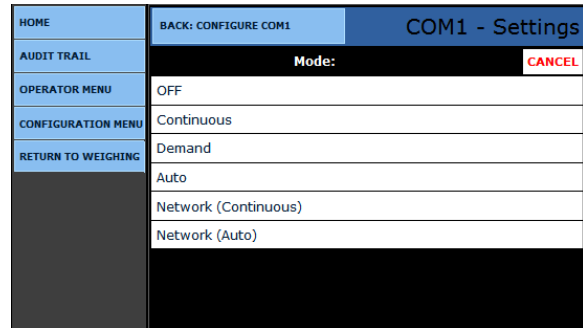 HOME
AUDIT TRAIL
OPERATOR MENU
CONFIGURATION MENU
RETURN TO WEIGHING
BACK: CONFIGURE COM1
COM1 - Settings
Mode:
CANCEL
OFF
Continuous
Demand
Auto
Network (Continuous)
Network (Auto)